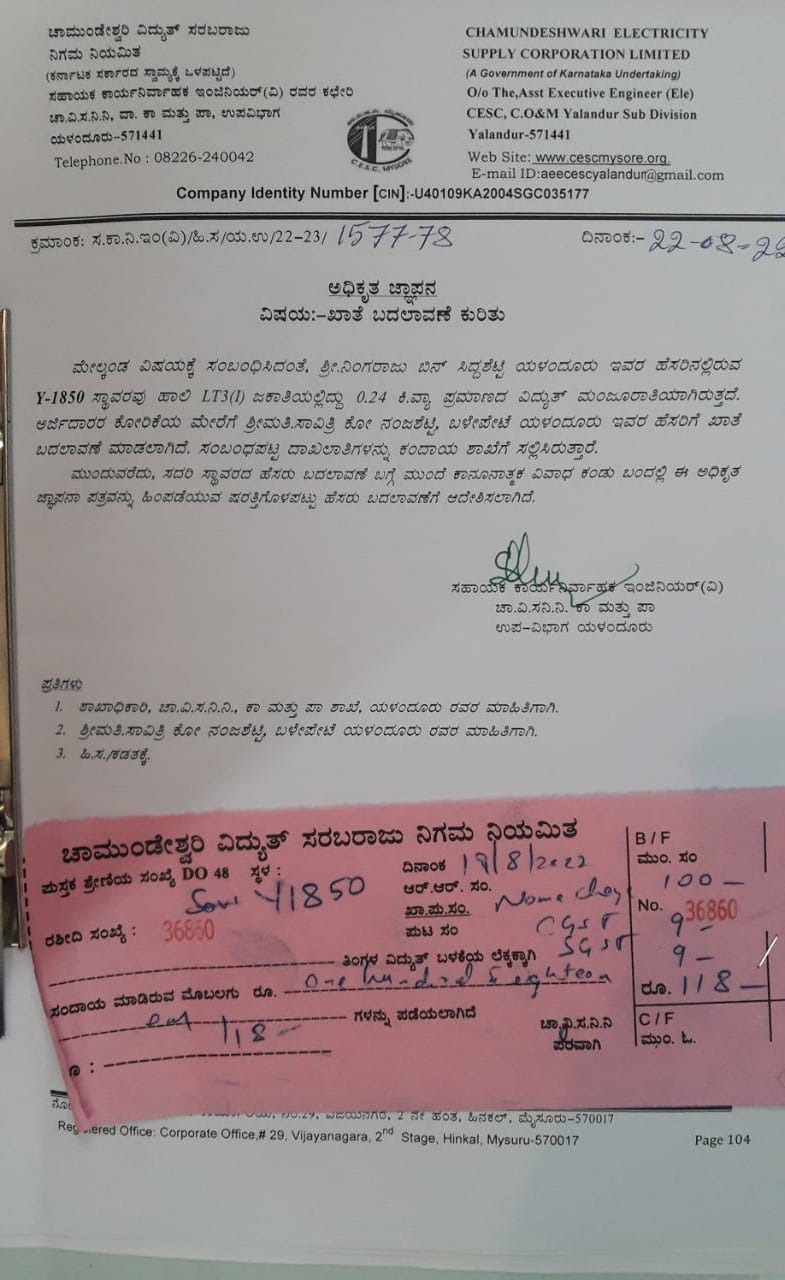 ಚಾಮುಂಡೇಶ್ವರಿ ವಿದ್ಯುತ್ ಸರಬರಾಜು
ನಿಗಮ ನಿಯಮಿತ
(ಕರ್ನಾಟಕ ಸರ್ಕಾರದ ಸ್ವಾಮ್ಯಕ್ಕೆ ಒಳಪಟ್ಟಿದೆ)
ಸಹಾಯಕ ಕಾರ್ಯನಿರ್ವಾಹಕ ಇಂಜಿನಿಯರ್(ವಿ) ರವರ ಕಛೇರಿ
ಚಾ.ವಿ.ಸ.ನಿ.ನಿ, ವಾ. ಕಾ ಮತ್ತು ಪಾ, ಉಪವಿಭಾಗ
ಯಳಂದೂರು-571441
Telephone.No : 08226-240042
CHAMUNDESHWARI ELECTRICITY
SUPPLY CORPORATION LIMITED
(A Government of Karnataka Undertaking)
O/o The,Asst Executive Engineer (Ele)
CESC, C.O&M Yalandur Sub Division
Yalandur-571441
Web Site: www.cescmysore.org.
E-mail ID:aeecescyalandur@gmail.com
C.E.S.C, MYSORE
Company Identity Number [CIN]:-U40109KA2004SGC035177
ಕ್ರಮಾಂಕ: ಸ.ಕಾ.ನಿ.ಇಂ(ವಿ)/ಹಿ.ಸ/ಯ.ಉ/22-23/ 1577-78 ದಿನಾಂಕ:- 22-08-22
ಅಧಿಕೃತ ಜ್ಞಾಪನ
ವಿಷಯ:-ಖಾತೆ ಬದಲಾವಣೆ ಕುರಿತು
ಮೇಲ್ಕಂಡ ವಿಷಯಕ್ಕೆ ಸಂಬಂಧಿಸಿದಂತೆ, ಶ್ರೀ.ನಿಂಗರಾಜು ಬಿನ್ ಸಿದ್ದಶೆಟ್ಟಿ ಯಳಂದೂರು ಇವರ ಹೆಸರಿನಲ್ಲಿರುವ
Y-1850 ಸ್ಥಾವರವು ಹಾಲಿ LT3(I) ಜಕಾತಿಯಲ್ಲಿದ್ದು 0.24 ಕಿ.ವ್ಯಾ ಪ್ರಮಾಣದ ವಿದ್ಯುತ್ ಮಂಜೂರಾತಿಯಾಗಿರುತ್ತದೆ.
ಅರ್ಜಿದಾರರ ಕೋರಿಕೆಯ ಮೇರೆಗೆ ಶ್ರೀಮತಿ.ಸಾವಿತ್ರಿ ಕೋ ನಂಜಶೆಟ್ಟಿ, ಬಳೇಪೇಟೆ ಯಳಂದೂರು ಇವರ ಹೆಸರಿಗೆ ಖಾತೆ
ಬದಲಾವಣೆ ಮಾಡಲಾಗಿದೆ. ಸಂಬಂಧಪಟ್ಟ ದಾಖಲಾತಿಗಳನ್ನು ಕಂದಾಯ ಶಾಖೆಗೆ ಸಲ್ಲಿಸಿರುತ್ತಾರೆ.
ಮುಂದುವರೆದು, ಸದರಿ ಸ್ಥಾವರದ ಹೆಸರು ಬದಲಾವಣೆ ಬಗ್ಗೆ ಮುಂದೆ ಕಾನೂನಾತ್ಮಕ ವಿವಾಧ ಕಂಡು ಬಂದಲ್ಲಿ ಈ ಅಧಿಕೃತ
ಜ್ಞಾಪನಾ ಪತ್ರವನ್ನು ಹಿಂಪಡೆಯುವ ಷರತ್ತಿಗೊಳಪಟ್ಟು ಹೆಸರು ಬದಲಾವಣೆಗೆ ಆದೇಶಿಸಲಾಗಿದೆ.
ಸಹಾಯಕ ಕಾರ್ಯನಿರ್ವಾಹಕ ಇಂಜಿನಿಯರ್(ವಿ)
ಚಾ.ವಿ.ಸನಿ.ನಿ. ಕಾ ಮತ್ತು ಪಾ
ಉಪ-ವಿಭಾಗ ಯಳಂದೂರು
ಪ್ರತಿಗಳು
1. ಶಾಖಾಧಿಕಾರಿ, ಚಾ.ವಿ.ಸ.ನಿ.ನಿ., ಕಾ ಮತ್ತು ಪಾ ಶಾಖೆ, ಯಳಂದೂರು ರವರ ಮಾಹಿತಿಗಾಗಿ.
2. ಶ್ರೀಮತಿ.ಸಾವಿತ್ರಿ ಕೋ ನಂಜಶೆಟ್ಟಿ, ಬಳೇಪೇಟೆ ಯಳಂದೂರು ರವರ ಮಾಹಿತಿಗಾಗಿ.
3. ಹಿ.ಸ./ಕಡತಕ್ಕೆ.
ಚಾಮುಂಡೇಶ್ವರಿ ವಿದ್ಯುತ್ ಸರಬರಾಜು ನಿಗಮ ನಿಯಮಿತ
ಪುಸ್ತಕ ಶ್ರೇಣಿಯ ಸಂಖ್ಯೆ DO 48 ಸ್ಥಳ :
Y1850
ರಶೀದಿ ಸಂಖ್ಯೆ : 36860
ದಿನಾಂಕ 19/8/2022
ಆರ್.ಆರ್. ಸಂ.
ಖಾ.ಪು.ಸಂ. Name
ಪುಟ ಸಂ CGST
SGST
ತಿಂಗಳ ವಿದ್ಯುತ್ ಬಳಕೆಯ ಲೆಕ್ಕಕ್ಕಾಗಿ
ಸಂದಾಯ ಮಾಡಿರುವ ಮೊಬಲಗು ರೂ. One hundred & eighteen
118- ಗಳನ್ನು ಪಡೆಯಲಾಗಿದೆ
ಚಾ.ವಿ.ಸ.ನಿ.ನಿ
ಪರವಾಗಿ
B/F
ಮುಂ. ಸಂ
100-
No. 36860
9-
9-
ರೂ. 118-
C/F
ಮುಂ. ಓ.
ನಂ.29, ವಿಜಯನಗರ, 2 ನೇ ಹಂತ, ಹಿನಕಲ್, ಮೈಸೂರು-570017
Registered Office: Corporate Office,# 29, Vijayanagara, 2nd Stage, Hinkal, Mysuru-570017
Page 104